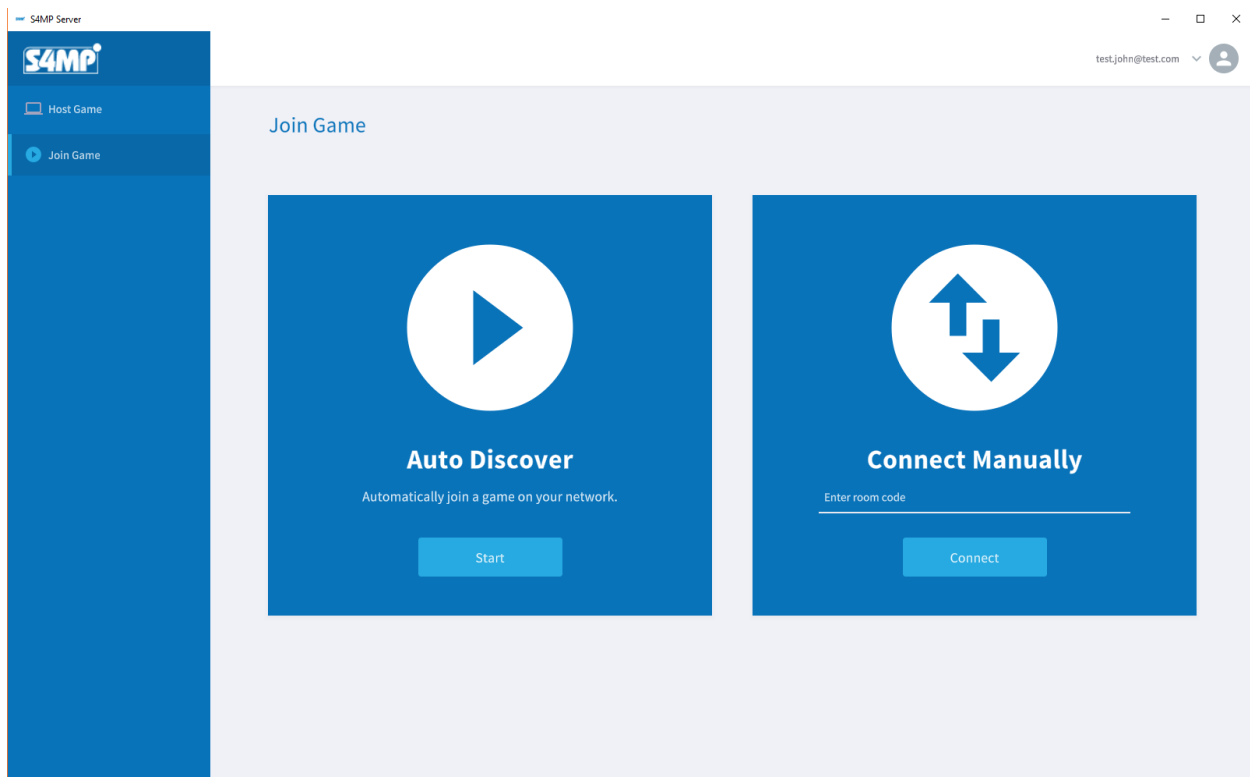 S4MP Server
S4MP
test.john@test.com
Host Game
Join Game
Join Game
Auto Discover
Automatically join a game on your network.
Start
Connect Manually
Enter room code
Connect